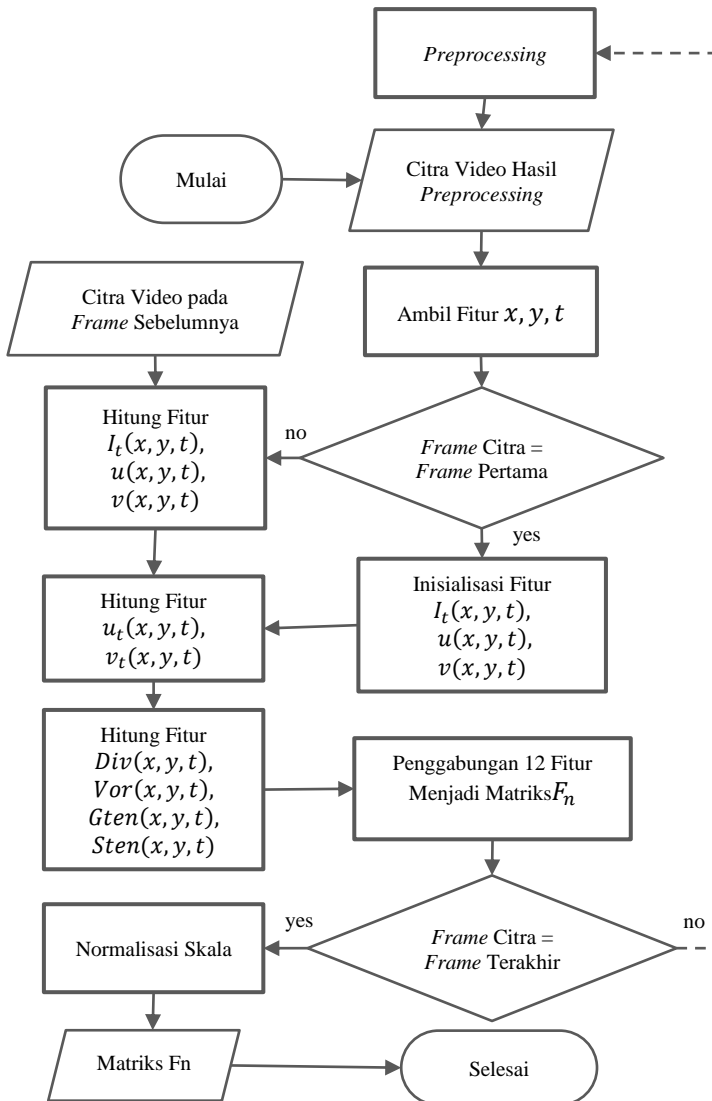 Preprocessing
Mulai
Citra Video Hasil
Preprocessing
Citra Video pada
Frame Sebelumnya
Ambil Fitur x, y, t
Hitung Fitur
I_t(x, y, t),
u(x, y, t),
v(x, y, t)
no
Frame Citra =
Frame Pertama
yes
Hitung Fitur
u_t(x, y, t),
v_t(x, y, t)
Inisialisasi Fitur
I_t(x, y, t),
u(x, y, t),
v(x, y, t)
Hitung Fitur
Div(x, y, t),
Vor(x, y, t),
Gten(x, y, t),
Sten(x, y, t)
Penggabungan 12 Fitur
Menjadi MatriksF_n
Normalisasi Skala
yes
Frame Citra =
Frame Terakhir
no
Matriks Fn
Selesai